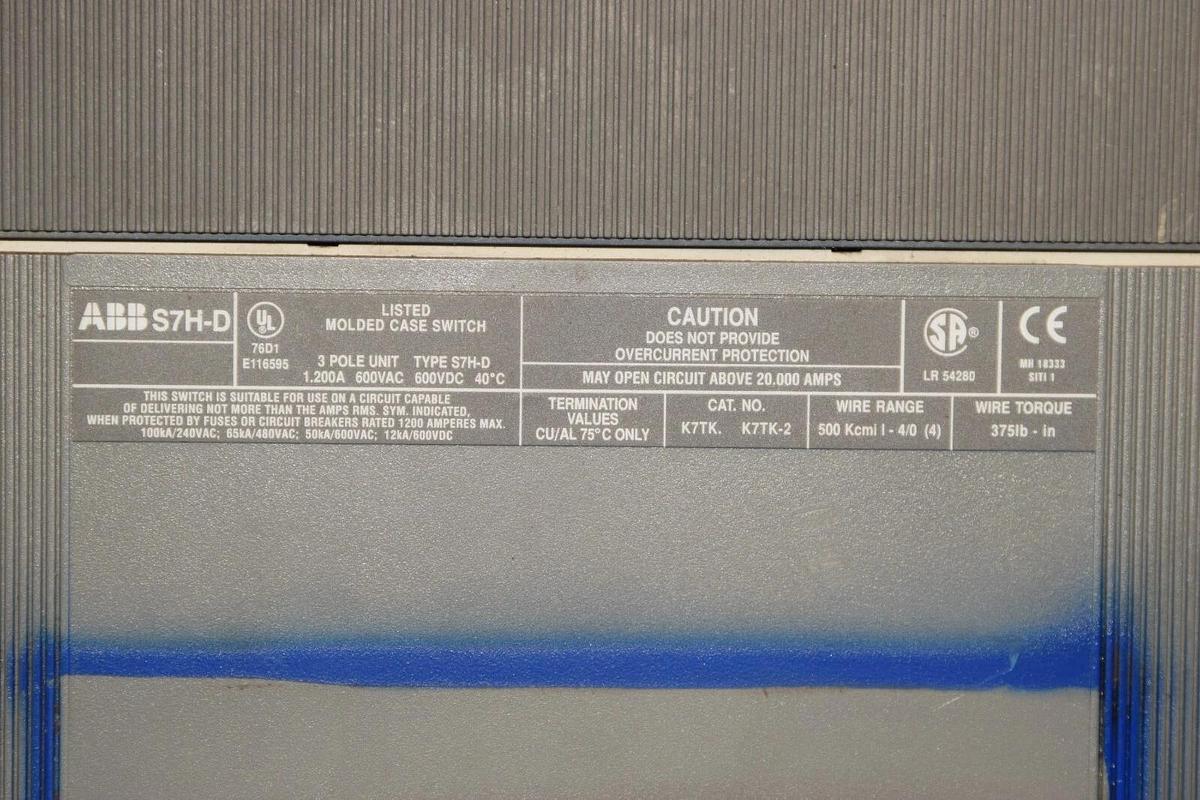 ABB S7H-D
UL
76D1
E116595
LISTED
MOLDED CASE SWITCH
3 POLE UNIT TYPE S7H-D
1.200A 600VAC 600VDC 40°C
CAUTION
DOES NOT PROVIDE
OVERCURRENT PROTECTION
MAY OPEN CIRCUIT ABOVE 20.000 AMPS
SA®
LR 54280
CE
MH 18333
SITI 1
THIS SWITCH IS SUITABLE FOR USE ON A CIRCUIT CAPABLE
OF DELIVERING NOT MORE THAN THE AMPS RMS. SYM. INDICATED,
WHEN PROTECTED BY FUSES OR CIRCUIT BREAKERS RATED 1200 AMPERES MAX.
100kA/240VAC; 65kA/480VAC; 50kA/600VAC; 12kA/600VDC
TERMINATION
VALUES
CU/AL 75°C ONLY
CAT. NO.
K7TK. K7TK-2
WIRE RANGE
500 Kcmi l - 4/0 (4)
WIRE TORQUE
375lb - in